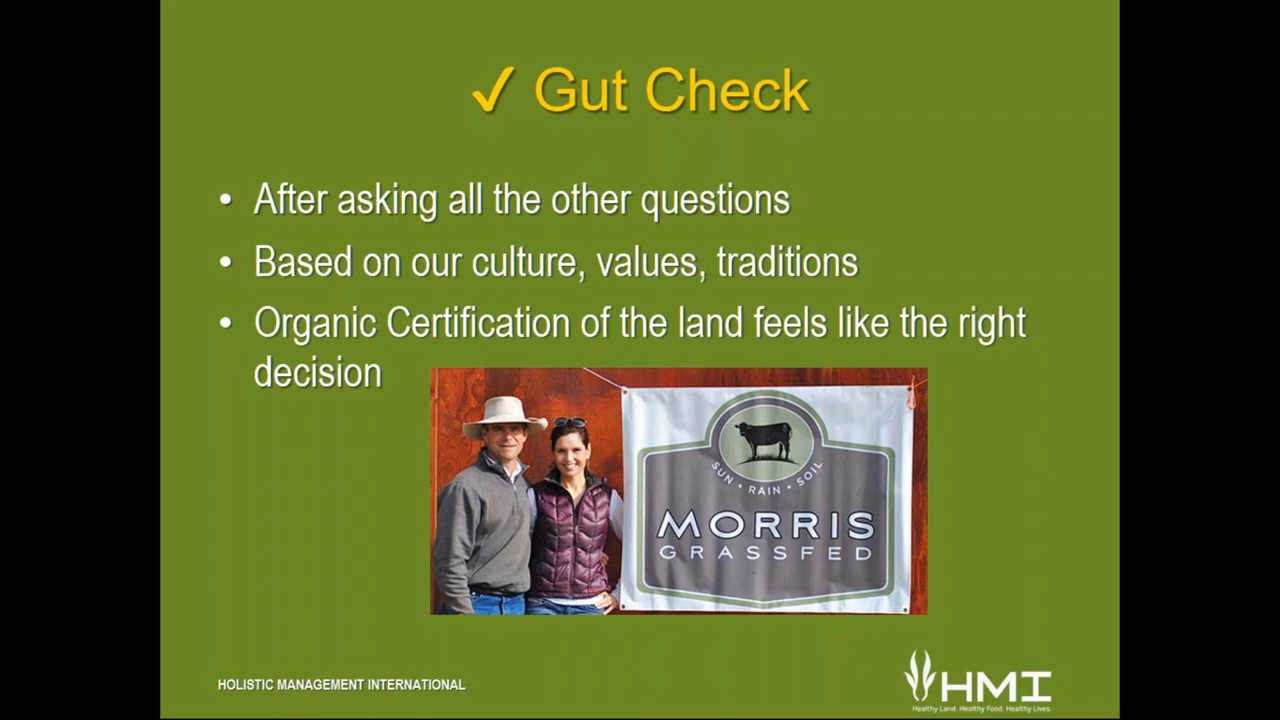 ✓ Gut Check
• After asking all the other questions
• Based on our culture, values, traditions
• Organic Certification of the land feels like the right
decision
SUN • RAIN • SOIL
MORRIS
GRASSFED
HOLISTIC MANAGEMENT INTERNATIONAL
HMI
Healthy Land. Healthy Food. Healthy Lives.